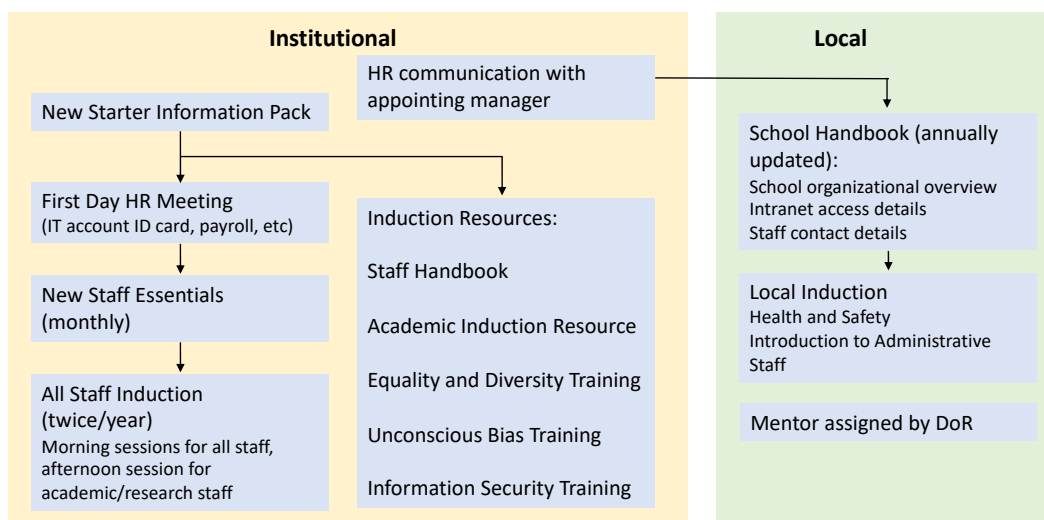 Institutional
HR communication with
appointing manager
New Starter Information Pack
First Day HR Meeting
(IT account ID card, payroll, etc)
New Staff Essentials
(monthly)
All Staff Induction
(twice/year)
Morning sessions for all staff,
afternoon session for
academic/research staff
Induction Resources:
Staff Handbook
Academic Induction Resource
Equality and Diversity Training
Unconscious Bias Training
Information Security Training
Local
School Handbook (annually
updated):
School organizational overview
Intranet access details
Staff contact details
Local Induction
Health and Safety
Introduction to Administrative
Staff
Mentor assigned by DoR